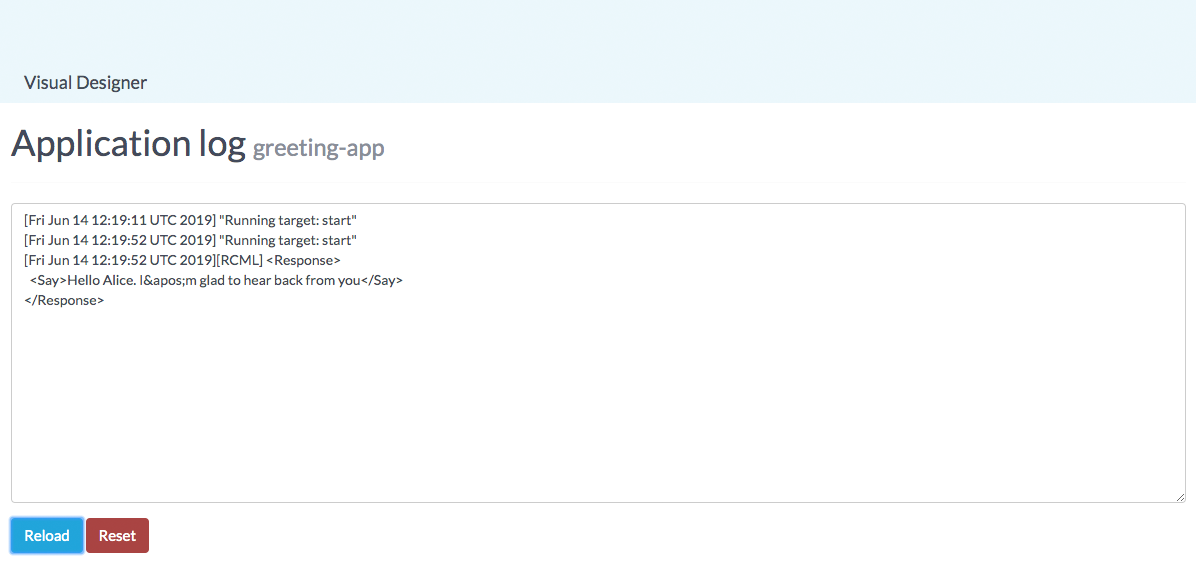 Visual Designer
Application log greeting-app
[Fri Jun 14 12:19:11 UTC 2019] "Running target: start"
[Fri Jun 14 12:19:52 UTC 2019] "Running target: start"
[Fri Jun 14 12:19:52 UTC 2019][RCML] <Response>
  <Say>Hello Alice. I&apos;m glad to hear back from you</Say>
</Response>
Reload Reset